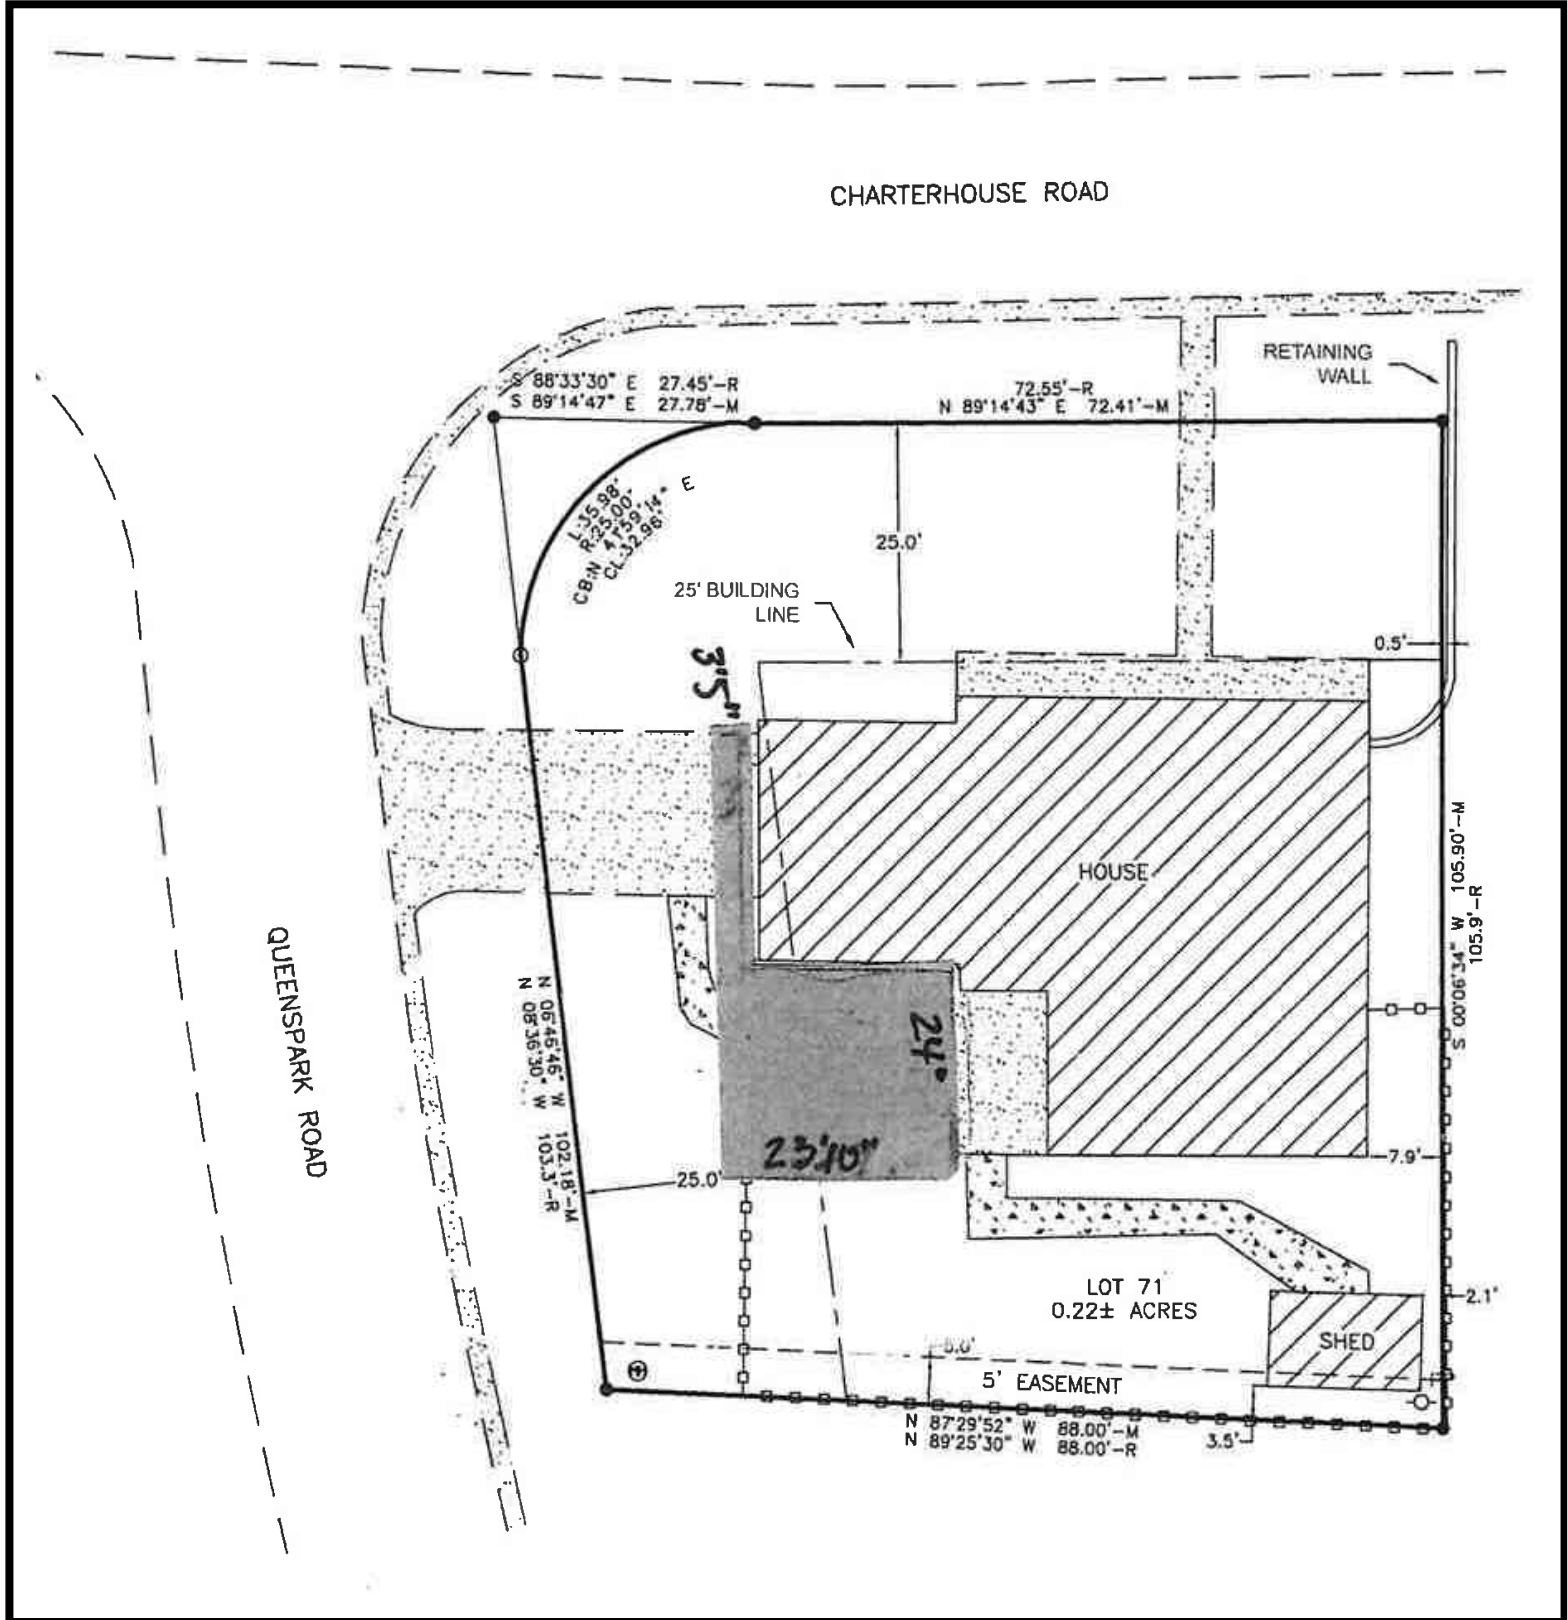 CHARTERHOUSE ROAD
RETAINING
WALL
S 88°33'30" E 27.45'-R
S 89°14'47" E 27.78'-M
72.55'-R
N 89°14'43" E 72.41'-M
L:35.98'
R:25.00'
CB:N 41°59'14" E
CL:32.96'
25.0'
25' BUILDING
LINE
0.5'
3'5"
HOUSE
S 00°06'34" W 105.90'-M
105.9'-R
QUEENSPARK ROAD
N 06°46'46" W 102.18'-M
N 08°36'30" W 103.3'-R
24'
23'10"
25.0'
7.9'
LOT 71
0.22± ACRES
2.1'
SHED
5.0'
5' EASEMENT
N 87°29'52" W 88.00'-M
N 89°25'30" W 88.00'-R
3.5'